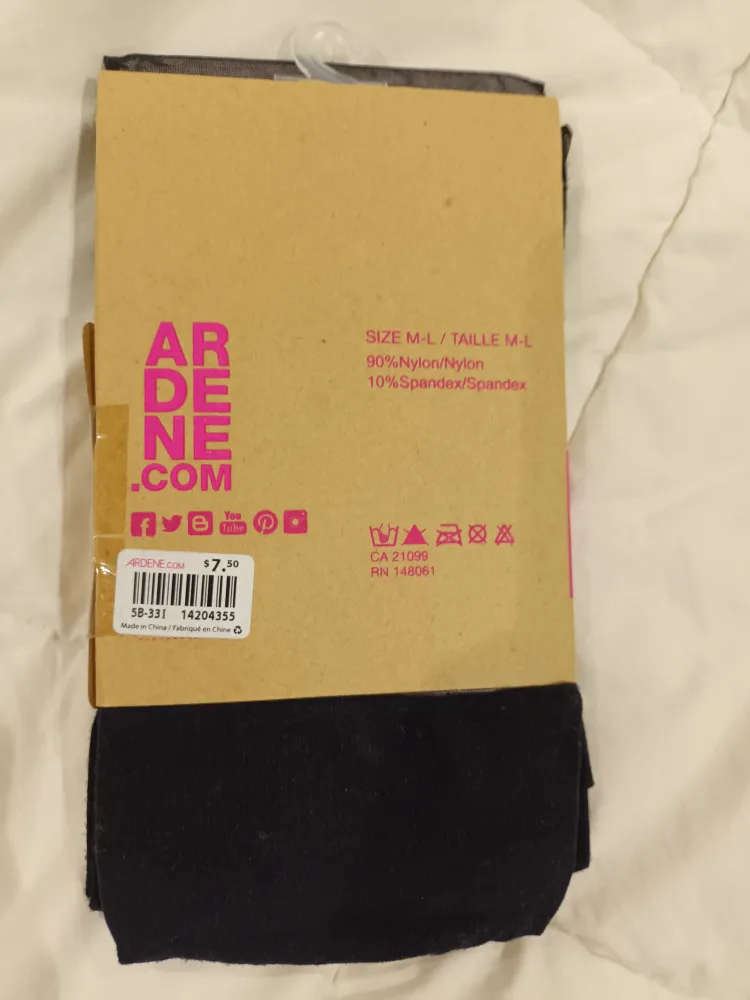 AR
DE
NE
.COM
SIZE M-L / TAILLE M-L
90%Nylon/Nylon
10%Spandex/Spandex
You
Tube
CA 21099
RN 148061
ARDENE.COM $7.50
5B-331 14204355
Made in China / Fabriqué en Chine